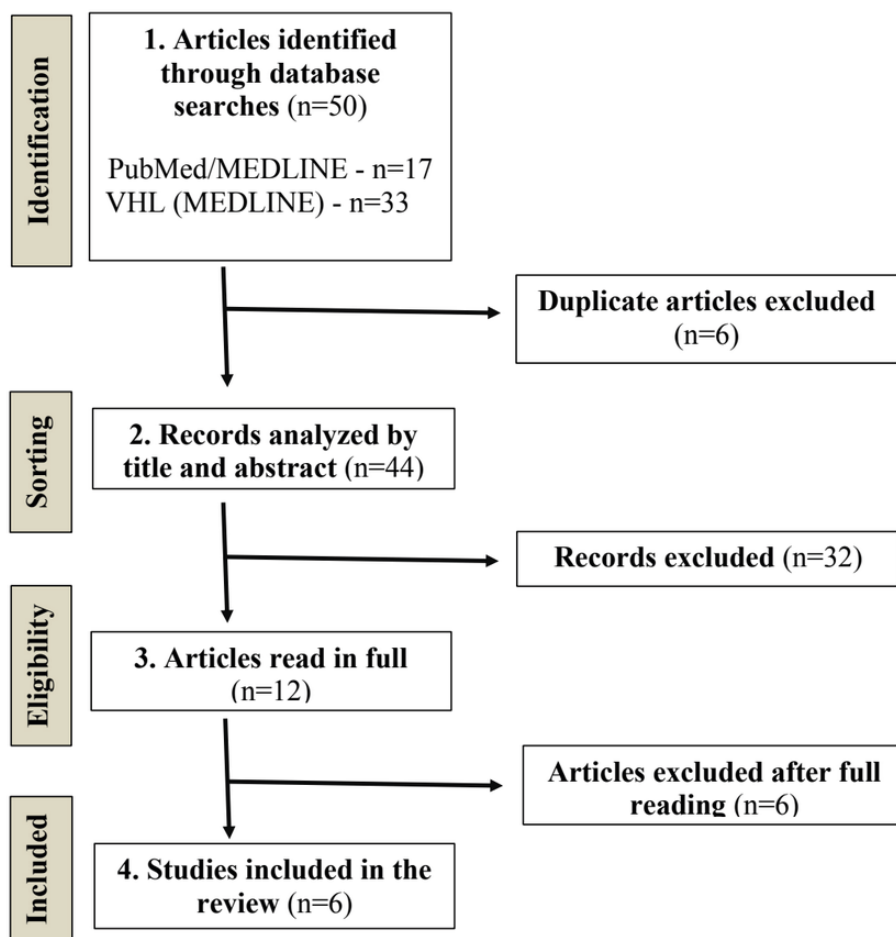 Identification
1. Articles identified
through database
searches (n=50)
PubMed/MEDLINE - n=17
VHL (MEDLINE) - n=33
Duplicate articles excluded
(n=6)
Sorting
2. Records analyzed by
title and abstract (n=44)
Records excluded (n=32)
Eligibility
3. Articles read in full
(n=12)
Articles excluded after full
reading (n=6)
Included
4. Studies included in the
review (n=6)